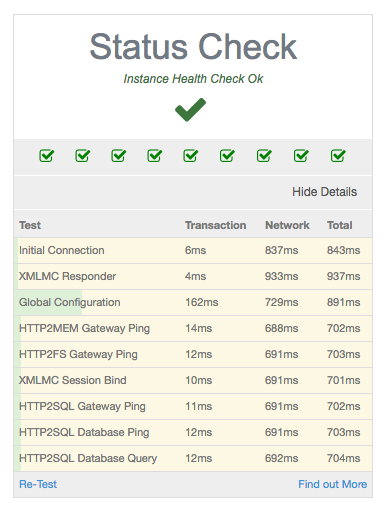 Status Check
Instance Health Check Ok
Hide Details
Test Transaction Network Total
Initial Connection 6ms 837ms 843ms
XMLMC Responder 4ms 933ms 937ms
Global Configuration 162ms 729ms 891ms
HTTP2MEM Gateway Ping 14ms 688ms 702ms
HTTP2FS Gateway Ping 12ms 691ms 703ms
XMLMC Session Bind 10ms 691ms 701ms
HTTP2SQL Gateway Ping 11ms 691ms 702ms
HTTP2SQL Database Ping 12ms 691ms 703ms
HTTP2SQL Database Query 12ms 692ms 704ms
Re-Test Find out More